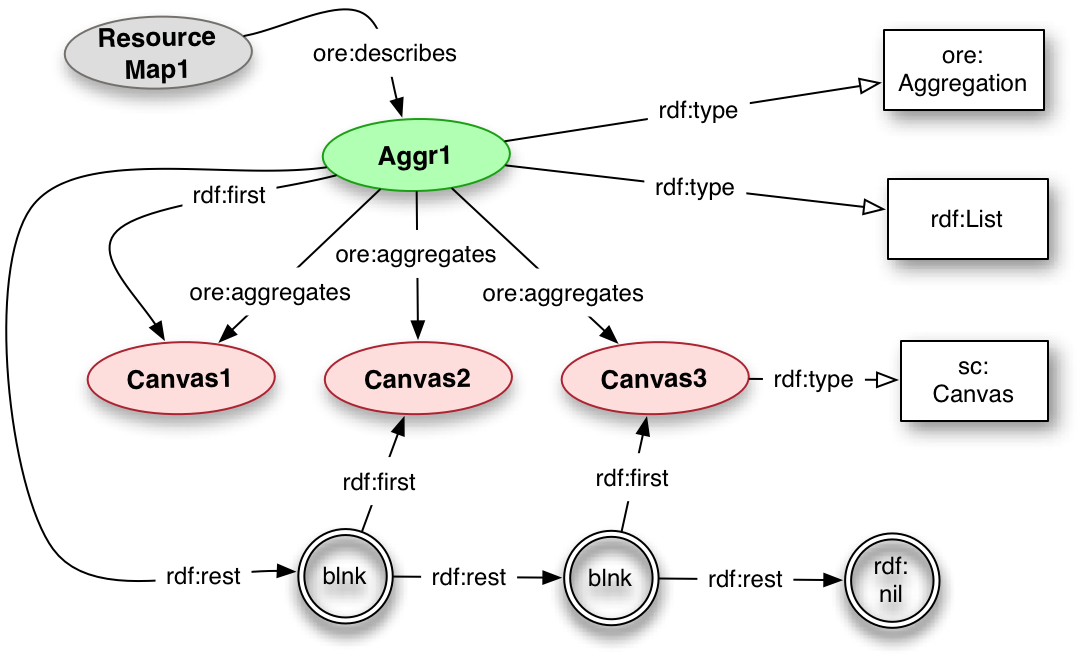 Resource
Map1
ore:describes
ore:
Aggregation
rdf:type
Aggr1
rdf:type
rdf:first
rdf:List
ore:aggregates
ore:aggregates
ore:aggregates
Canvas1
Canvas2
Canvas3
rdf:type
sc:
Canvas
rdf:first
rdf:first
rdf:rest
blnk
rdf:rest
blnk
rdf:rest
rdf:
nil